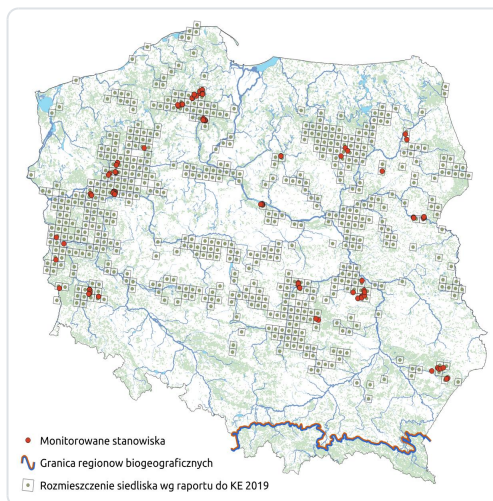 Monitorowane stanowiska
Granica regionow biogeograficznych
Rozmieszczenie siedliska wg raportu do KE 2019